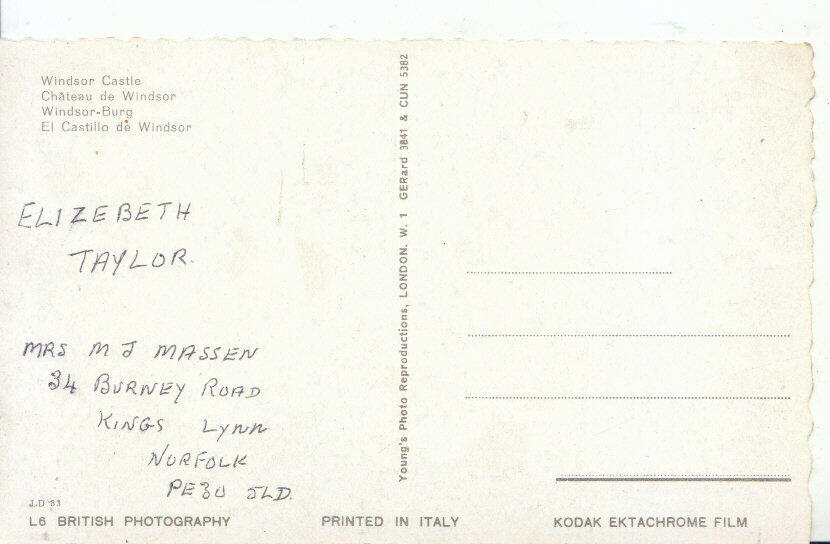 Windsor Castle
Château de Windsor
Windsor-Burg
El Castillo de Windsor
ELIZEBETH
TAYLOR.
MRS M J MASSEN
34 BURNEY ROAD
KINGS LYNN
NORFOLK
PE30 5LD.
J.D 83
L6 BRITISH PHOTOGRAPHY
Young's Photo Reproductions, LONDON. W. 1 GERard 3841 & CUN 5382
PRINTED IN ITALY
KODAK EKTACHROME FILM